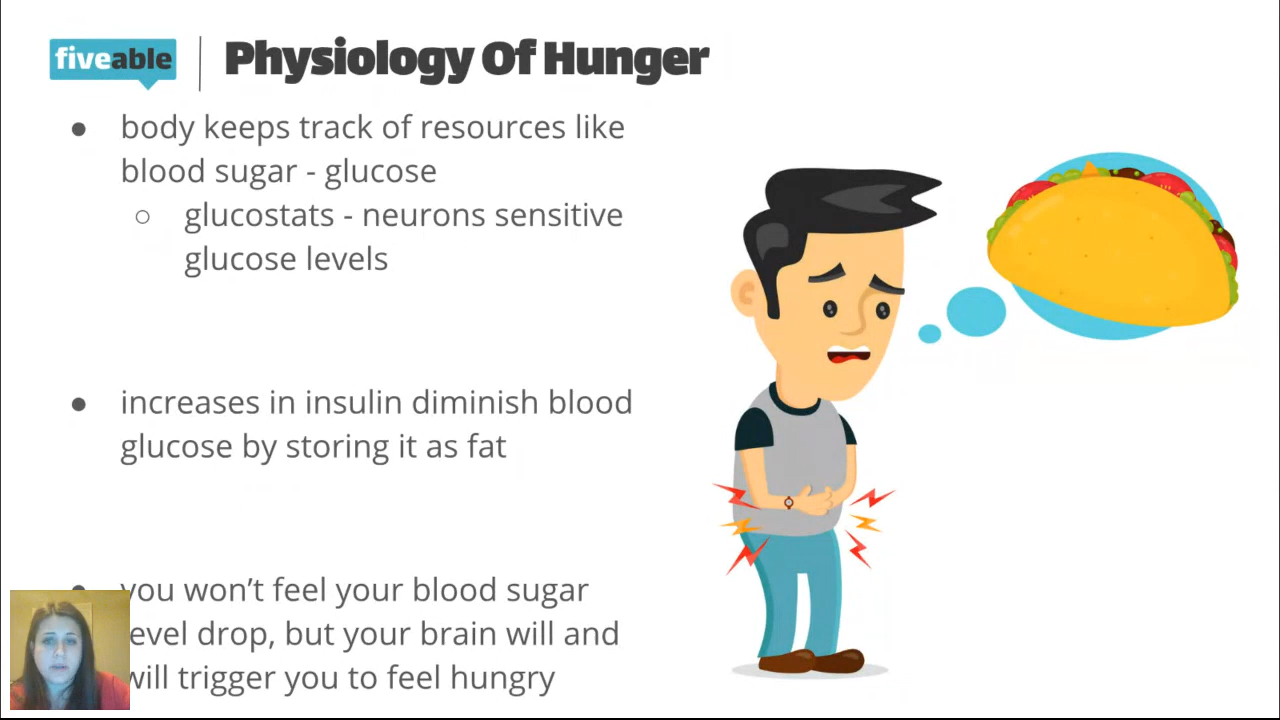 fiveable
Physiology Of Hunger
● body keeps track of resources like
blood sugar - glucose
○ glucostats - neurons sensitive
glucose levels
● increases in insulin diminish blood
glucose by storing it as fat
● you won't feel your blood sugar
level drop, but your brain will and
will trigger you to feel hungry